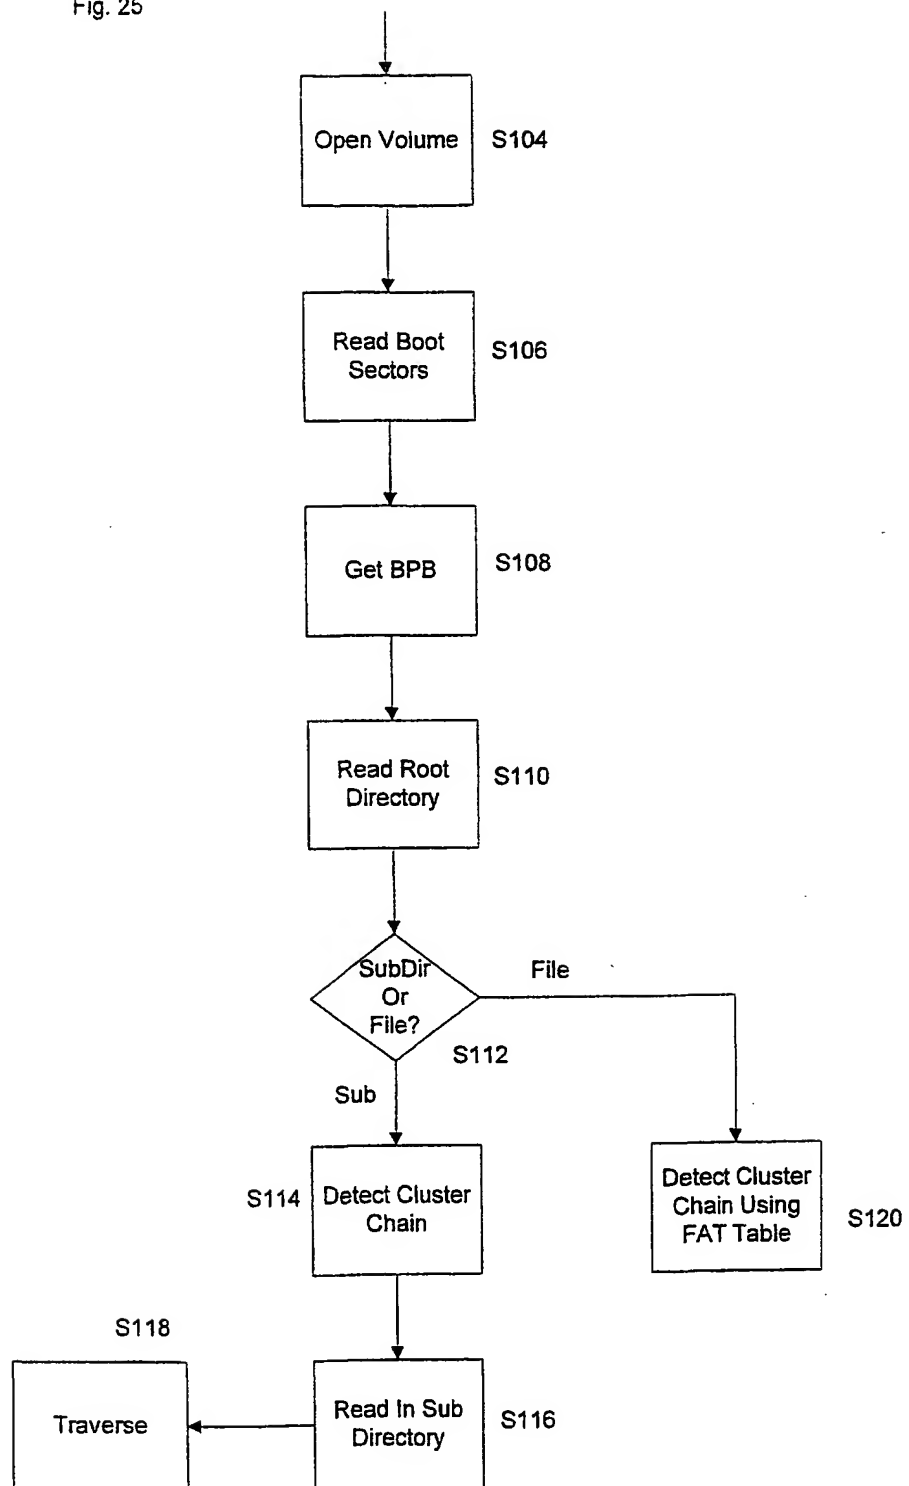 Fig. 25
Open Volume
S104
Read Boot
Sectors
S106
Get BPB
S108
Read Root
Directory
S110
SubDir
Or
File?
File
S112
Sub
S114
Detect Cluster
Chain
Detect Cluster
Chain Using
FAT Table
S120
S118
Traverse
Read In Sub
Directory
S116